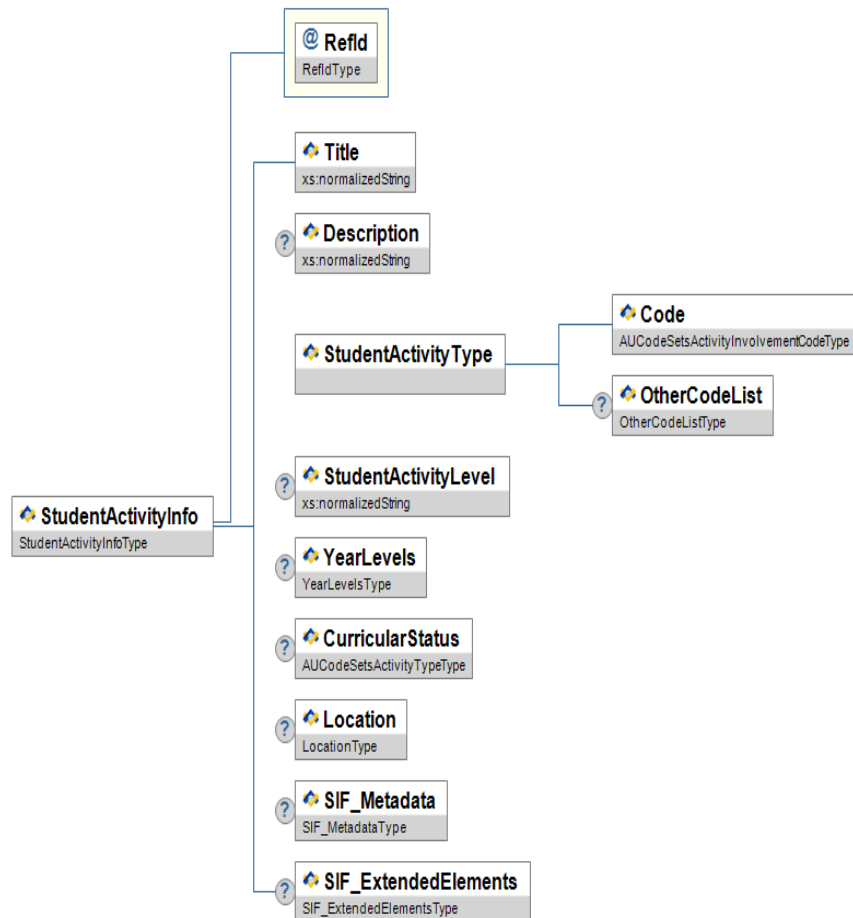 @ RefId
RefIdType
Title
xs:normalizedString
? Description
xs:normalizedString
StudentActivityType
Code
AUCodeSetsActivityInvolvementCodeType
? OtherCodeList
OtherCodeListType
? StudentActivityLevel
xs:normalizedString
StudentActivityInfo
StudentActivityInfoType
? YearLevels
YearLevelsType
? CurricularStatus
AUCodeSetsActivityTypeType
? Location
LocationType
? SIF_Metadata
SIF_MetadataType
? SIF_ExtendedElements
SIF_ExtendedElementsType